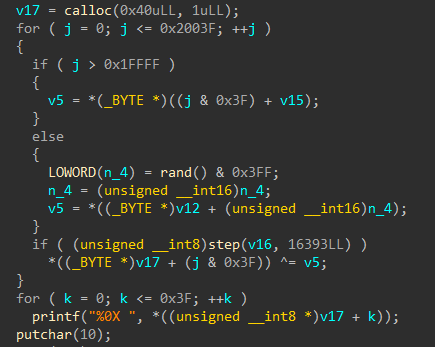 v17 = calloc(0x40uLL, 1uLL);
for ( j = 0; j <= 0x2003F; ++j )
{
  if ( j > 0x1FFFF )
  {
    v5 = *(_BYTE *)((j & 0x3F) + v15);
  }
  else
  {
    LOWORD(n_4) = rand() & 0x3FF;
    n_4 = (unsigned __int16)n_4;
    v5 = *((_BYTE *)v12 + (unsigned __int16)n_4);
  }
  if ( (unsigned __int8)step(v16, 16393LL) )
    *((_BYTE *)v17 + (j & 0x3F)) ^= v5;
}
for ( k = 0; k <= 0x3F; ++k )
  printf("%0X ", *((unsigned __int8 *)v17 + k));
putchar(10);